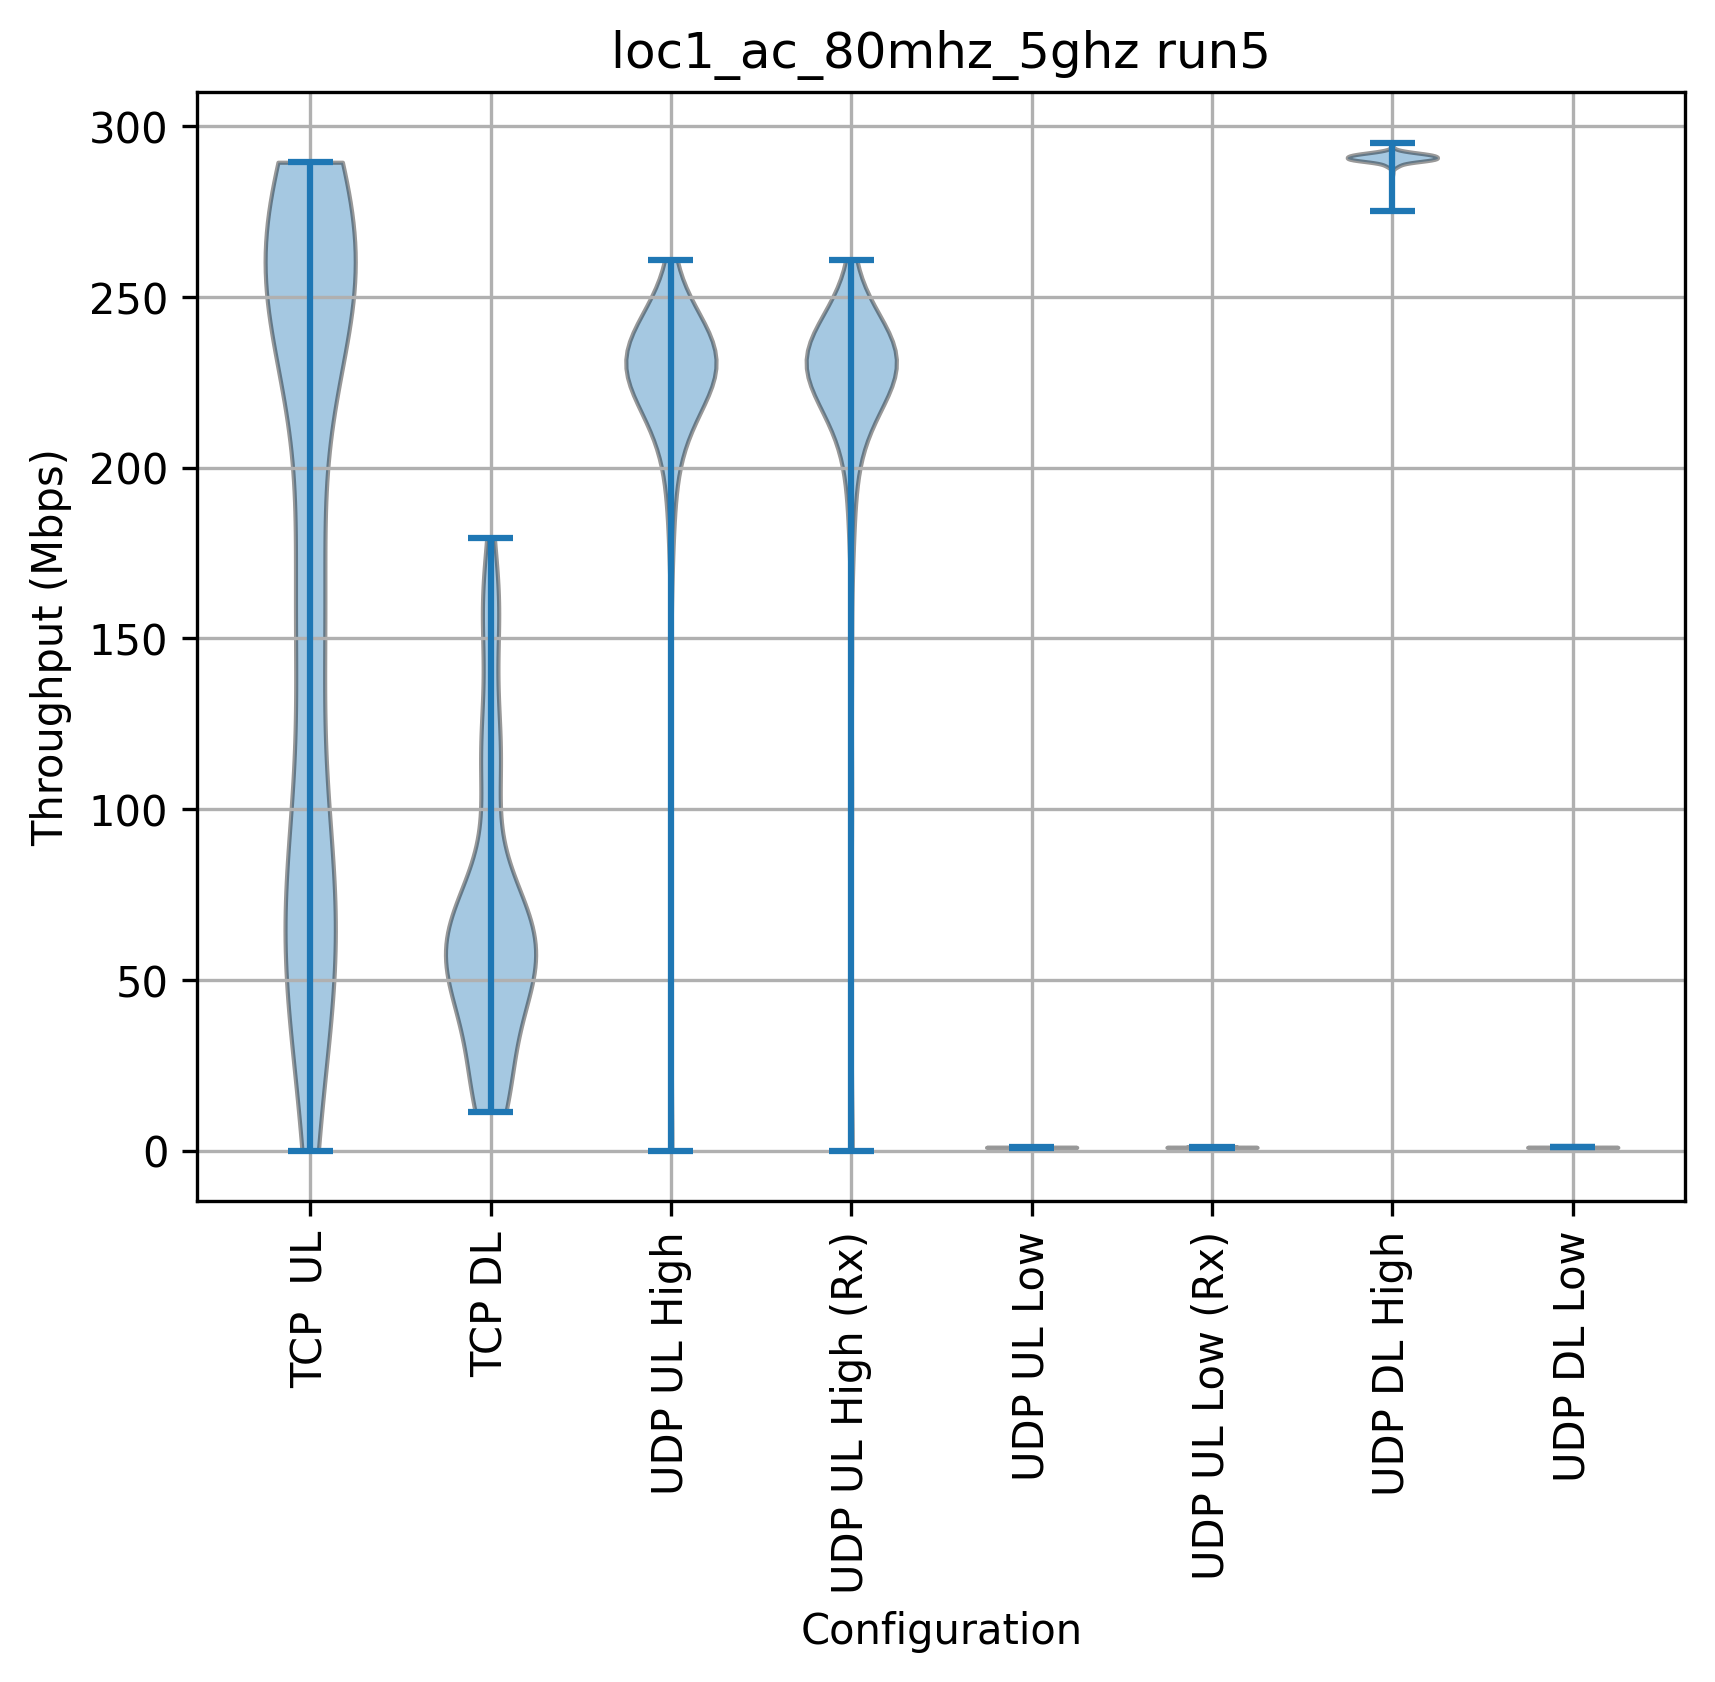 loc1_ac_80mhz_5ghz run5
Throughput (Mbps)
300
250
200
150
100
50
0
TCP  UL
TCP DL
UDP UL High
UDP UL High (Rx)
UDP UL Low
UDP UL Low (Rx)
UDP DL High
UDP DL Low
Configuration